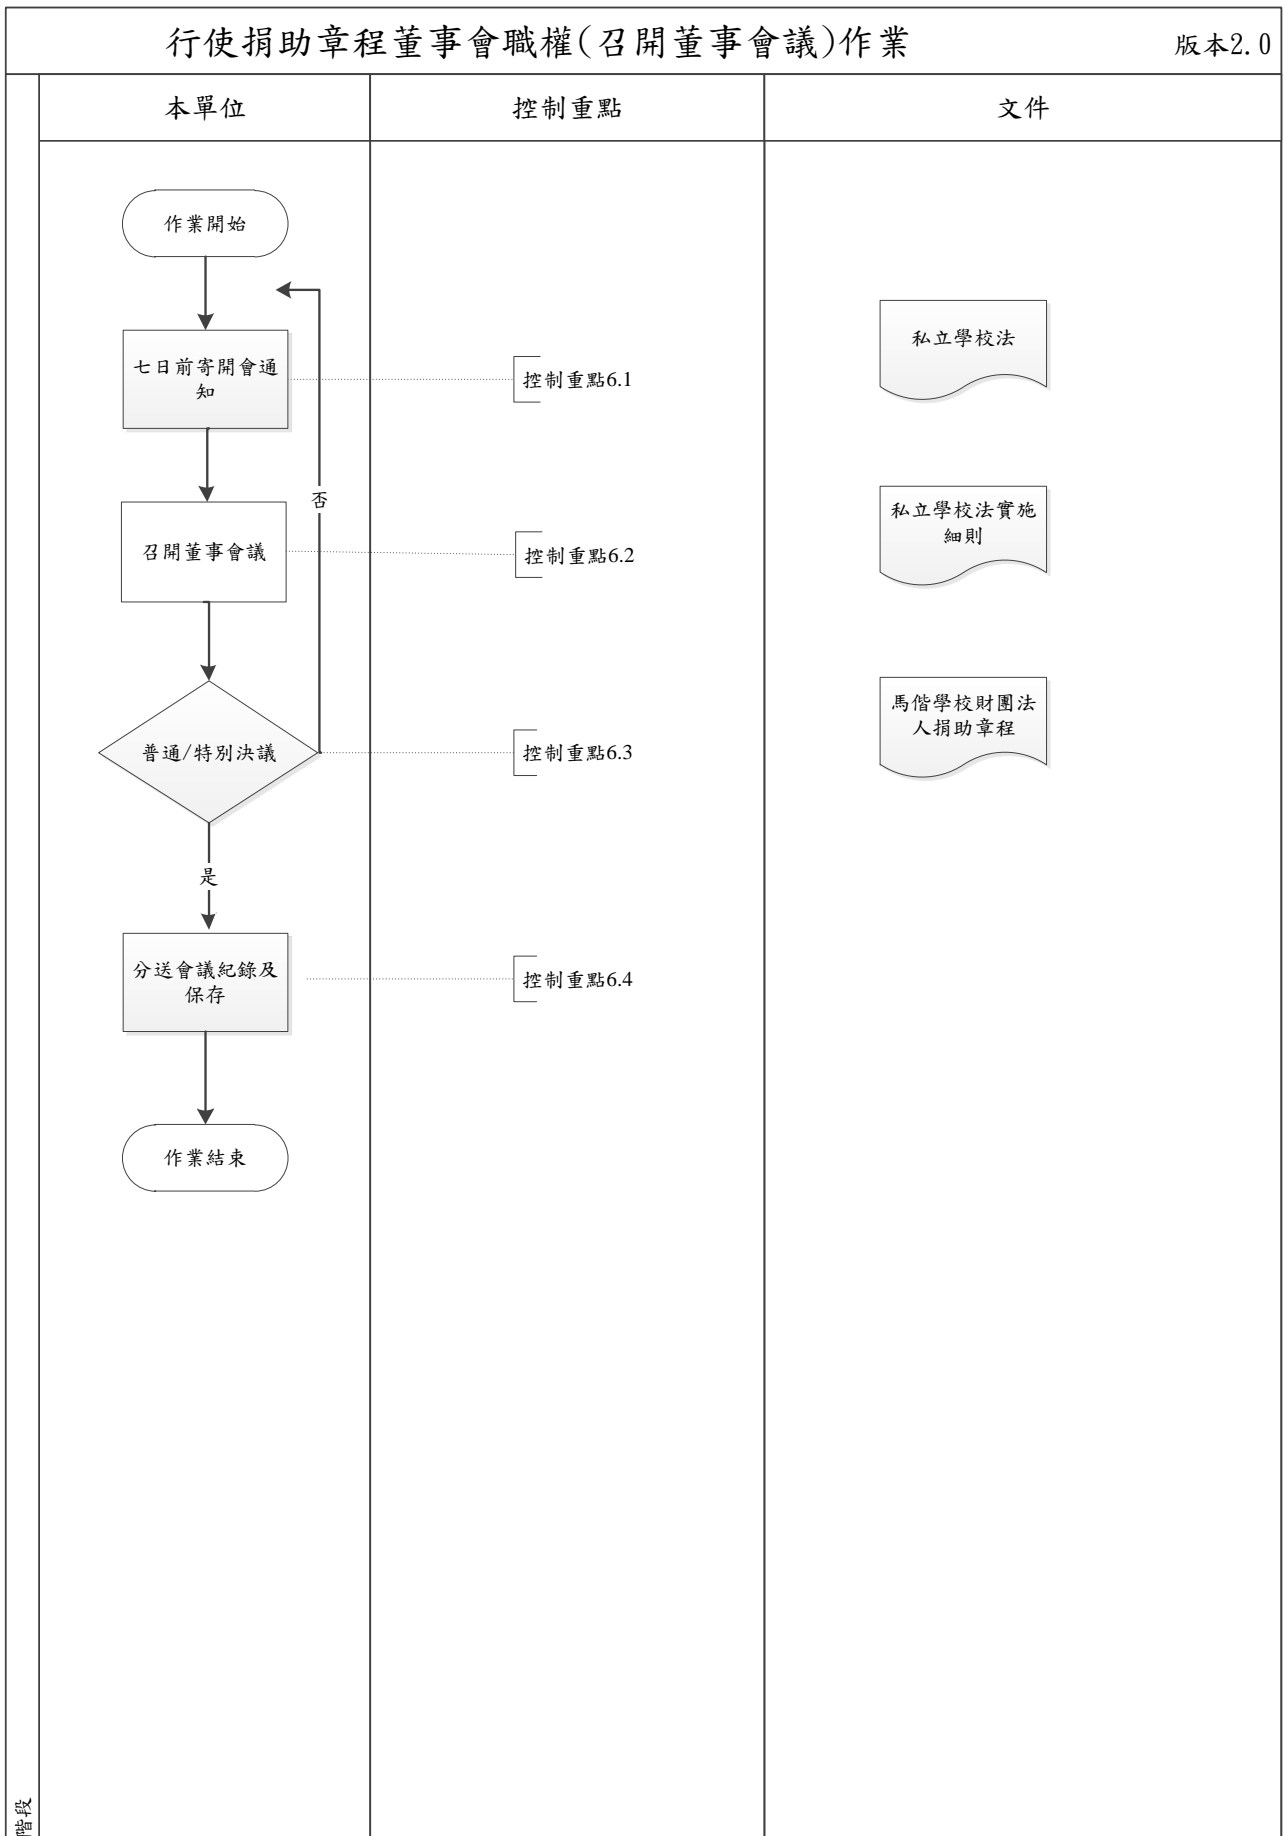 行使捐助章程董事會職權(召開董事會議)作業
版本2.0
本單位
控制重點
文件
作業開始
七日前寄開會通
知
控制重點6.1
私立學校法
否
召開董事會議
控制重點6.2
私立學校法實施
細則
普通/特別決議
控制重點6.3
馬偕學校財團法
人捐助章程
是
分送會議紀錄及
保存
控制重點6.4
作業結束
階段